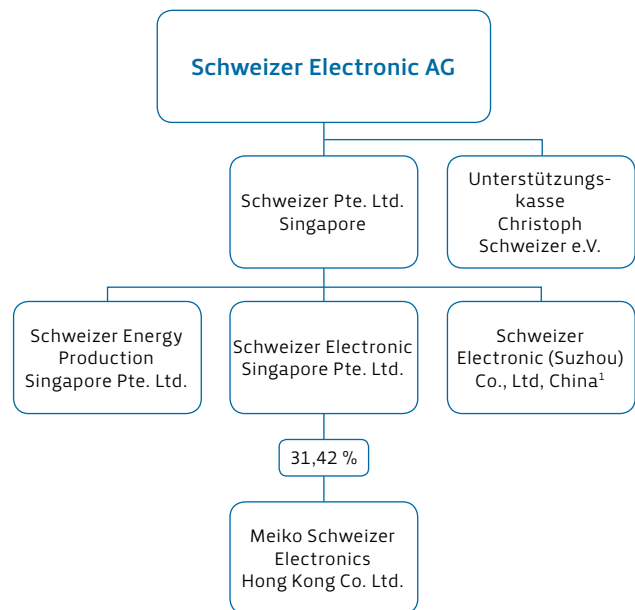 Schweizer Electronic AG
Schweizer Pte. Ltd.
Singapore
Unterstützungs-
kasse
Christoph
Schweizer e.V.
Schweizer Energy
Production
Singapore Pte. Ltd.
Schweizer Electronic
Singapore Pte. Ltd.
Schweizer
Electronic (Suzhou)
Co., Ltd, China¹
31,42 %
Meiko Schweizer
Electronics
Hong Kong Co. Ltd.